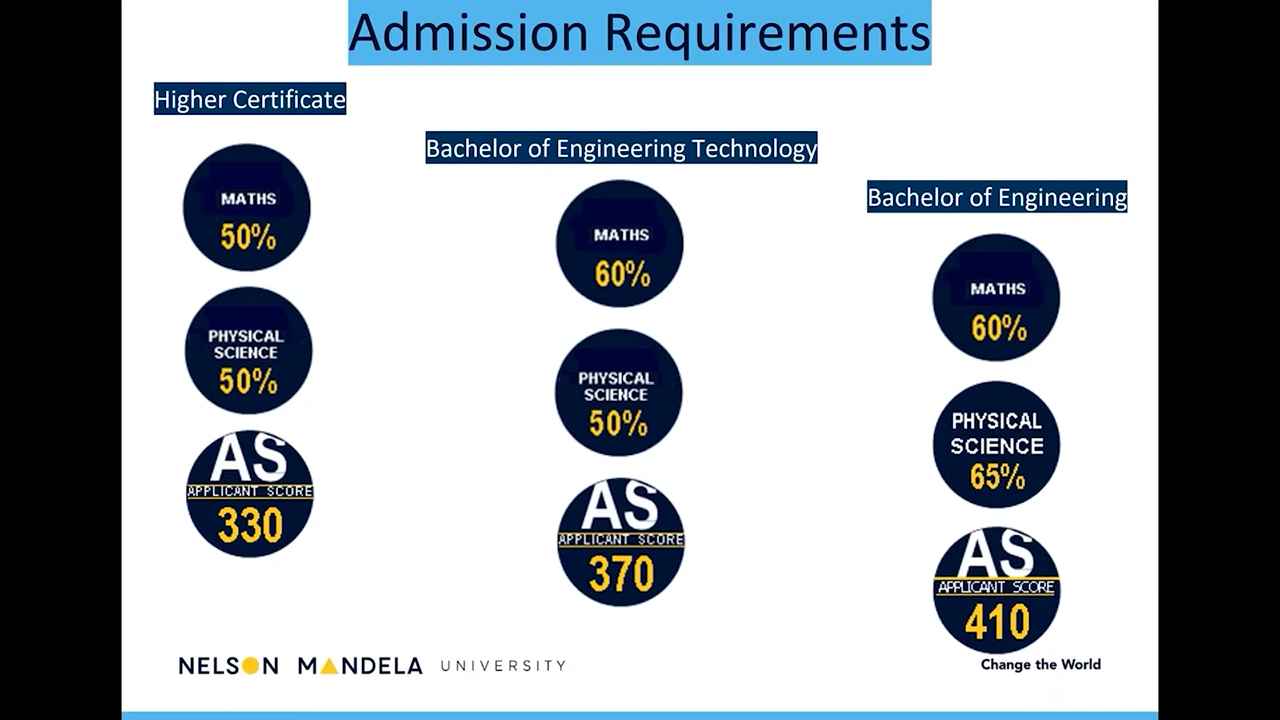 Admission Requirements
Higher Certificate
MATHS
50%
PHYSICAL
SCIENCE
50%
AS
APPLICANT SCORE
330
Bachelor of Engineering Technology
MATHS
60%
PHYSICAL
SCIENCE
50%
AS
APPLICANT SCORE
370
Bachelor of Engineering
MATHS
60%
PHYSICAL
SCIENCE
65%
AS
APPLICANT SCORE
410
NELSON MANDELA UNIVERSITY
Change the World